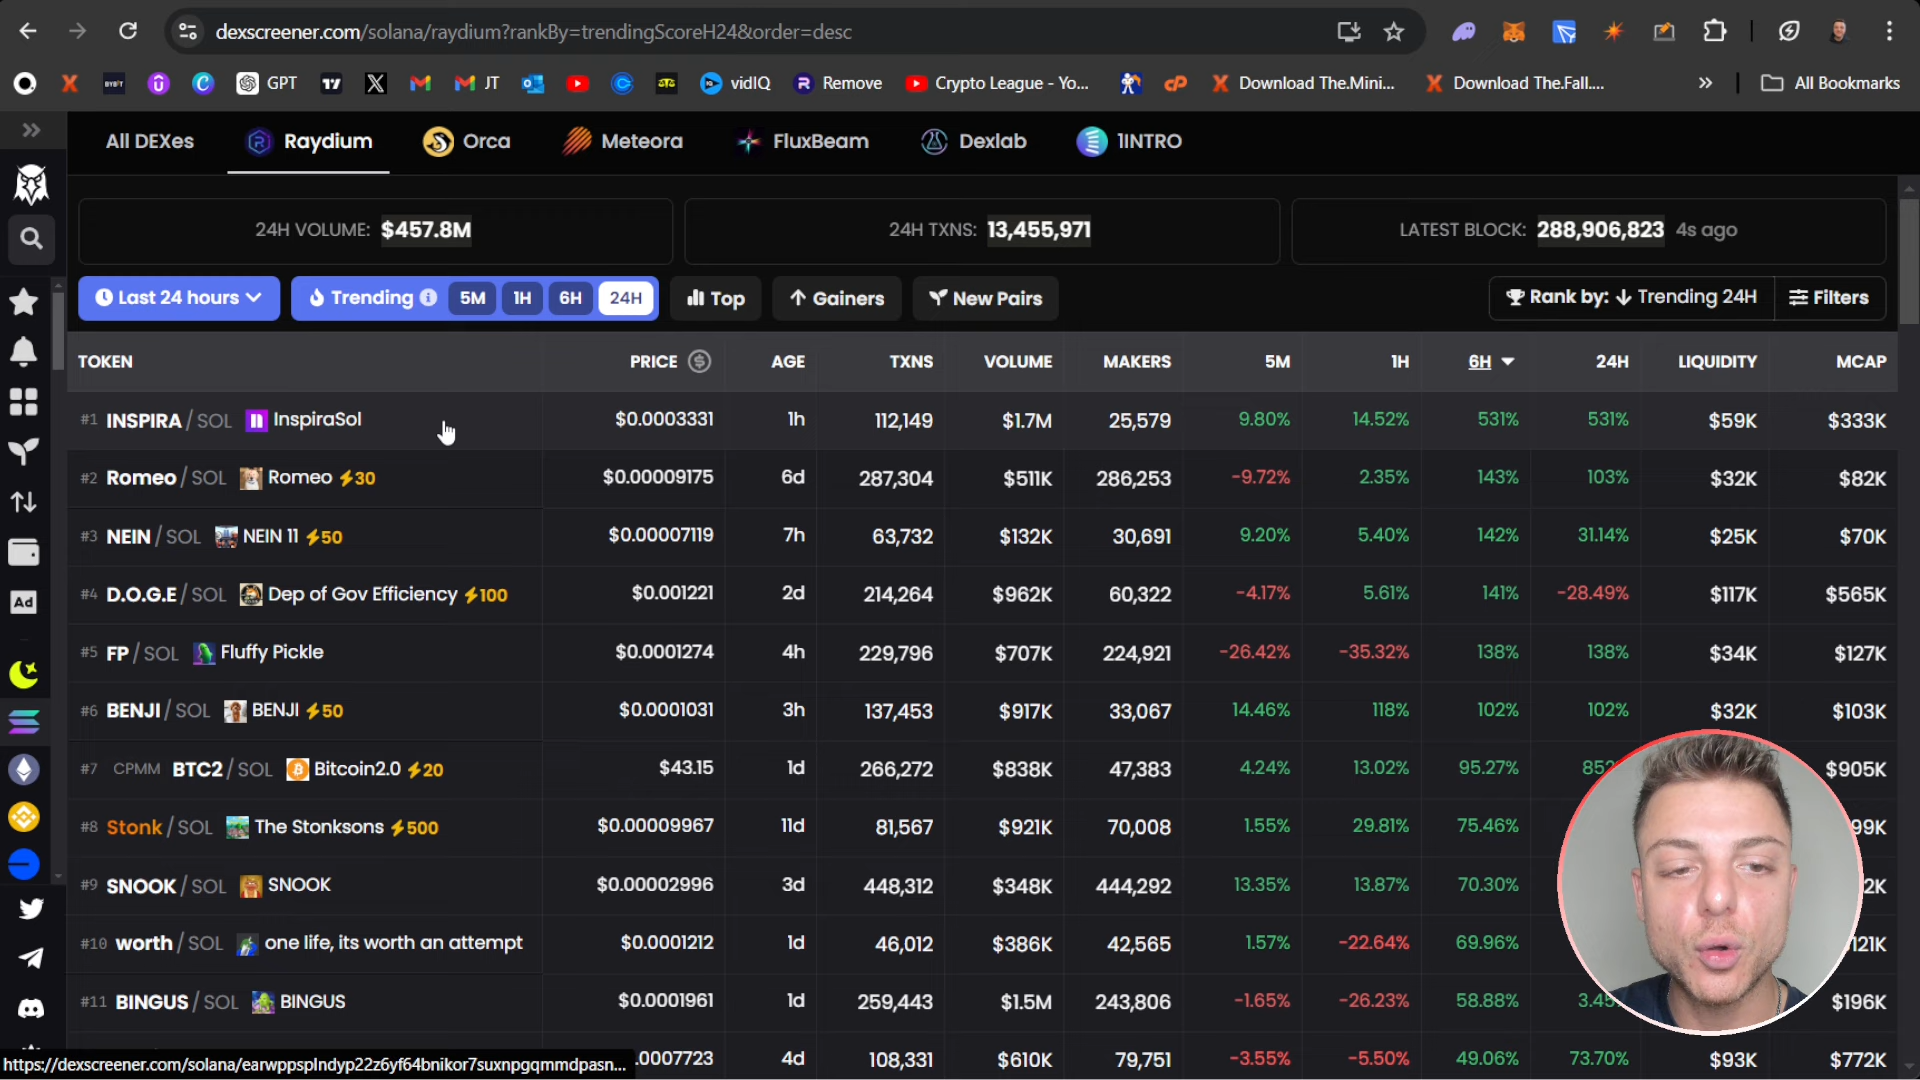 dexscreener.com/solana/raydium?rankBy=trendingScoreH24&order=desc
GPT JT vidIQ Remove Crypto League - Yo... Download The.Mini... Download The.Fall.... » All Bookmarks
All DEXes Raydium Orca Meteora FluxBeam Dexlab 1INTRO
24H VOLUME: $457.8M 24H TXNS: 13,455,971 LATEST BLOCK: 288,906,823 4s ago
Last 24 hours Trending 5M 1H 6H 24H Top Gainers New Pairs Rank by: Trending 24H Filters
TOKEN PRICE AGE TXNS VOLUME MAKERS 5M 1H 6H 24H LIQUIDITY MCAP
#1 INSPIRA / SOL InspiraSol $0.0003331 1h 112,149 $1.7M 25,579 9.80% 14.52% 531% 531% $59K $333K
#2 Romeo / SOL Romeo 30 $0.00009175 6d 287,304 $511K 286,253 -9.72% 2.35% 143% 103% $32K $82K
#3 NEIN / SOL NEIN 11 50 $0.00007119 7h 63,732 $132K 30,691 9.20% 5.40% 142% 31.14% $25K $70K
#4 D.O.G.E / SOL Dep of Gov Efficiency 100 $0.001221 2d 214,264 $962K 60,322 -4.17% 5.61% 141% -28.49% $117K $565K
#5 FP / SOL Fluffy Pickle $0.0001274 4h 229,796 $707K 224,921 -26.42% -35.32% 138% 138% $34K $127K
#6 BENJI / SOL BENJI 50 $0.0001031 3h 137,453 $917K 33,067 14.46% 118% 102% 102% $32K $103K
#7 CPMM BTC2 / SOL Bitcoin2.0 20 $43.15 1d 266,272 $838K 47,383 4.24% 13.02% 95.27% 852 $905K
#8 Stonk / SOL The Stonksons 500 $0.00009967 11d 81,567 $921K 70,008 1.55% 29.81% 75.46% 99K
#9 SNOOK / SOL SNOOK $0.00002996 3d 448,312 $348K 444,292 13.35% 13.87% 70.30% 2K
#10 worth / SOL one life, its worth an attempt $0.0001212 1d 46,012 $386K 42,565 1.57% -22.64% 69.96% 121K
Ad
#11 BINGUS / SOL BINGUS $0.0001961 1d 259,443 $1.5M 243,806 -1.65% -26.23% 58.88% 3.45 $196K
.0007723 4d 108,331 $610K 79,751 -3.55% -5.50% 49.06% 73.70% $93K $772K
https://dexscreener.com/solana/earwppsplndyp22z6yf64bnikor7suxnpgqmmdpasn...